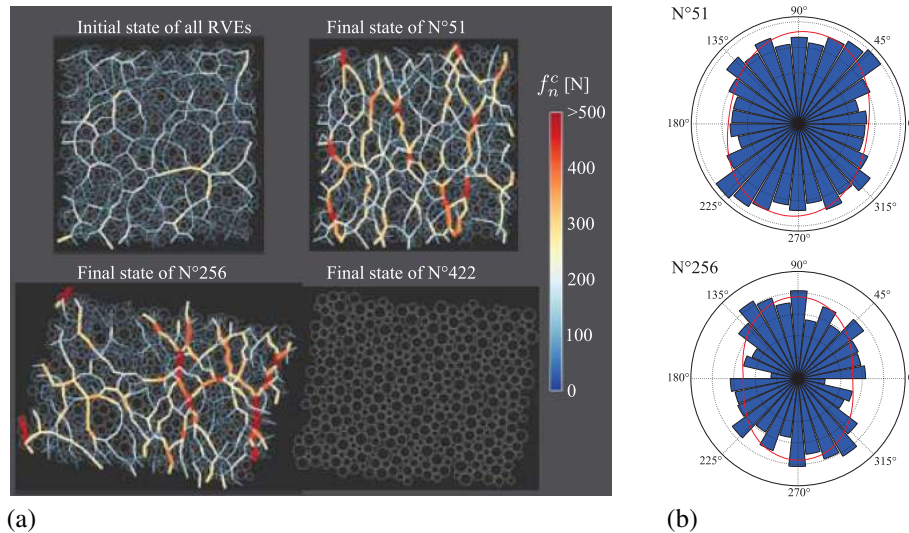 Initial state of all RVEs
Final state of N°51
f_n^c [N]
>500
400
300
200
100
0
Final state of N°256
Final state of N°422
(a)
N°51
90°
135°
45°
180°
0
225°
315°
270°
N°256
90°
135°
45°
180°
0
225°
315°
270°
(b)